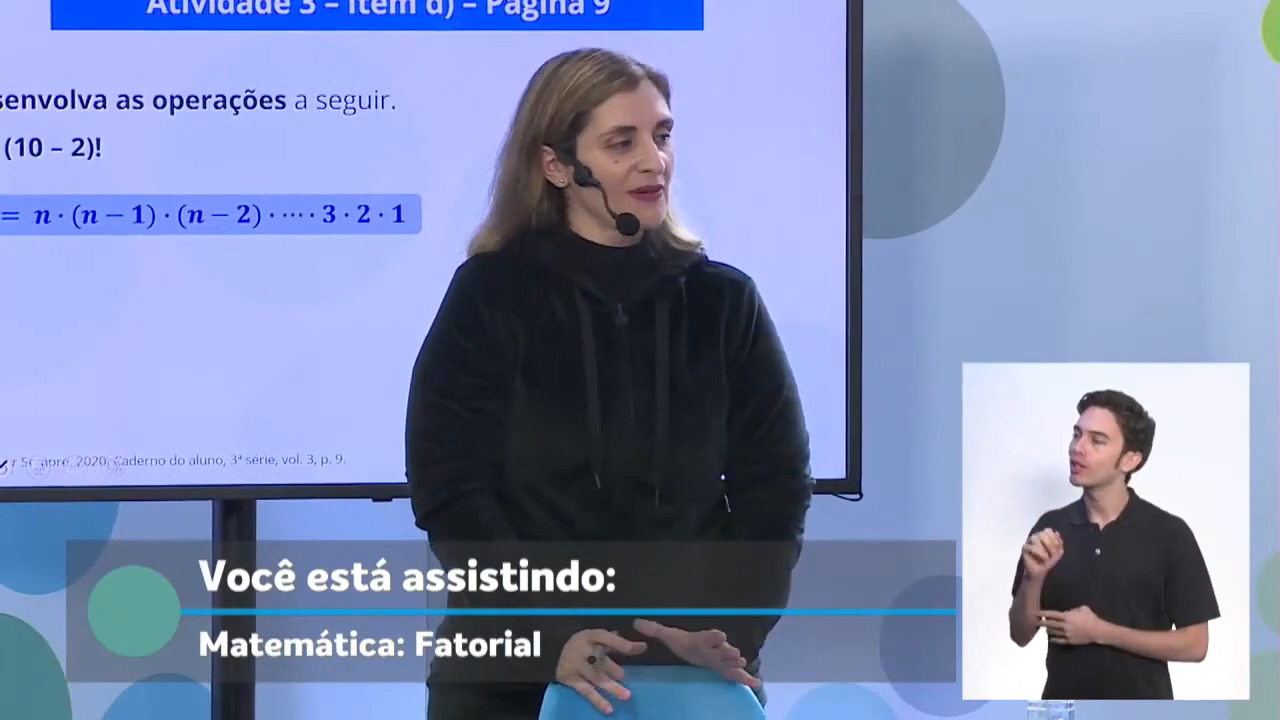 Atividade 3 – Item d) – Página 9
senvolva as operações a seguir.
(10 – 2)!
= n · (n − 1) · (n − 2) · ⋯ · 3 · 2 · 1
2020. Caderno do aluno, 3ª série, vol. 3, p. 9.
Você está assistindo:
Matemática: Fatorial